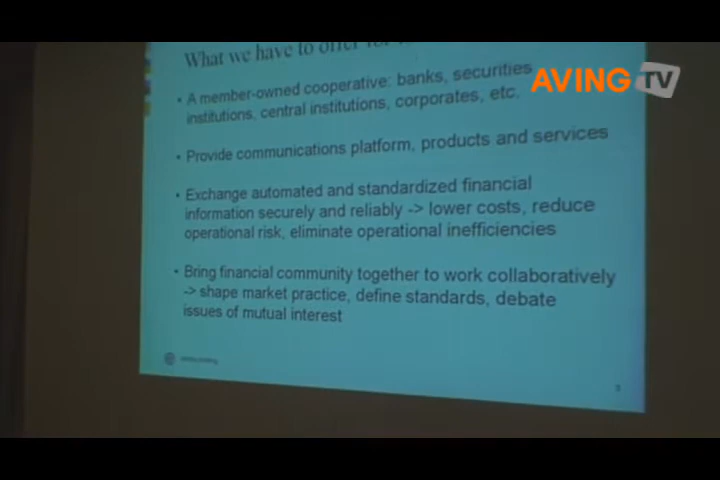 What we have to offer for
AVING TV
• A member-owned cooperative: banks, securities
institutions, central institutions, corporates, etc.
• Provide communications platform, products and services
• Exchange automated and standardized financial
information securely and reliably -> lower costs, reduce
operational risk, eliminate operational inefficiencies
• Bring financial community together to work collaboratively
-> shape market practice, define standards, debate
issues of mutual interest